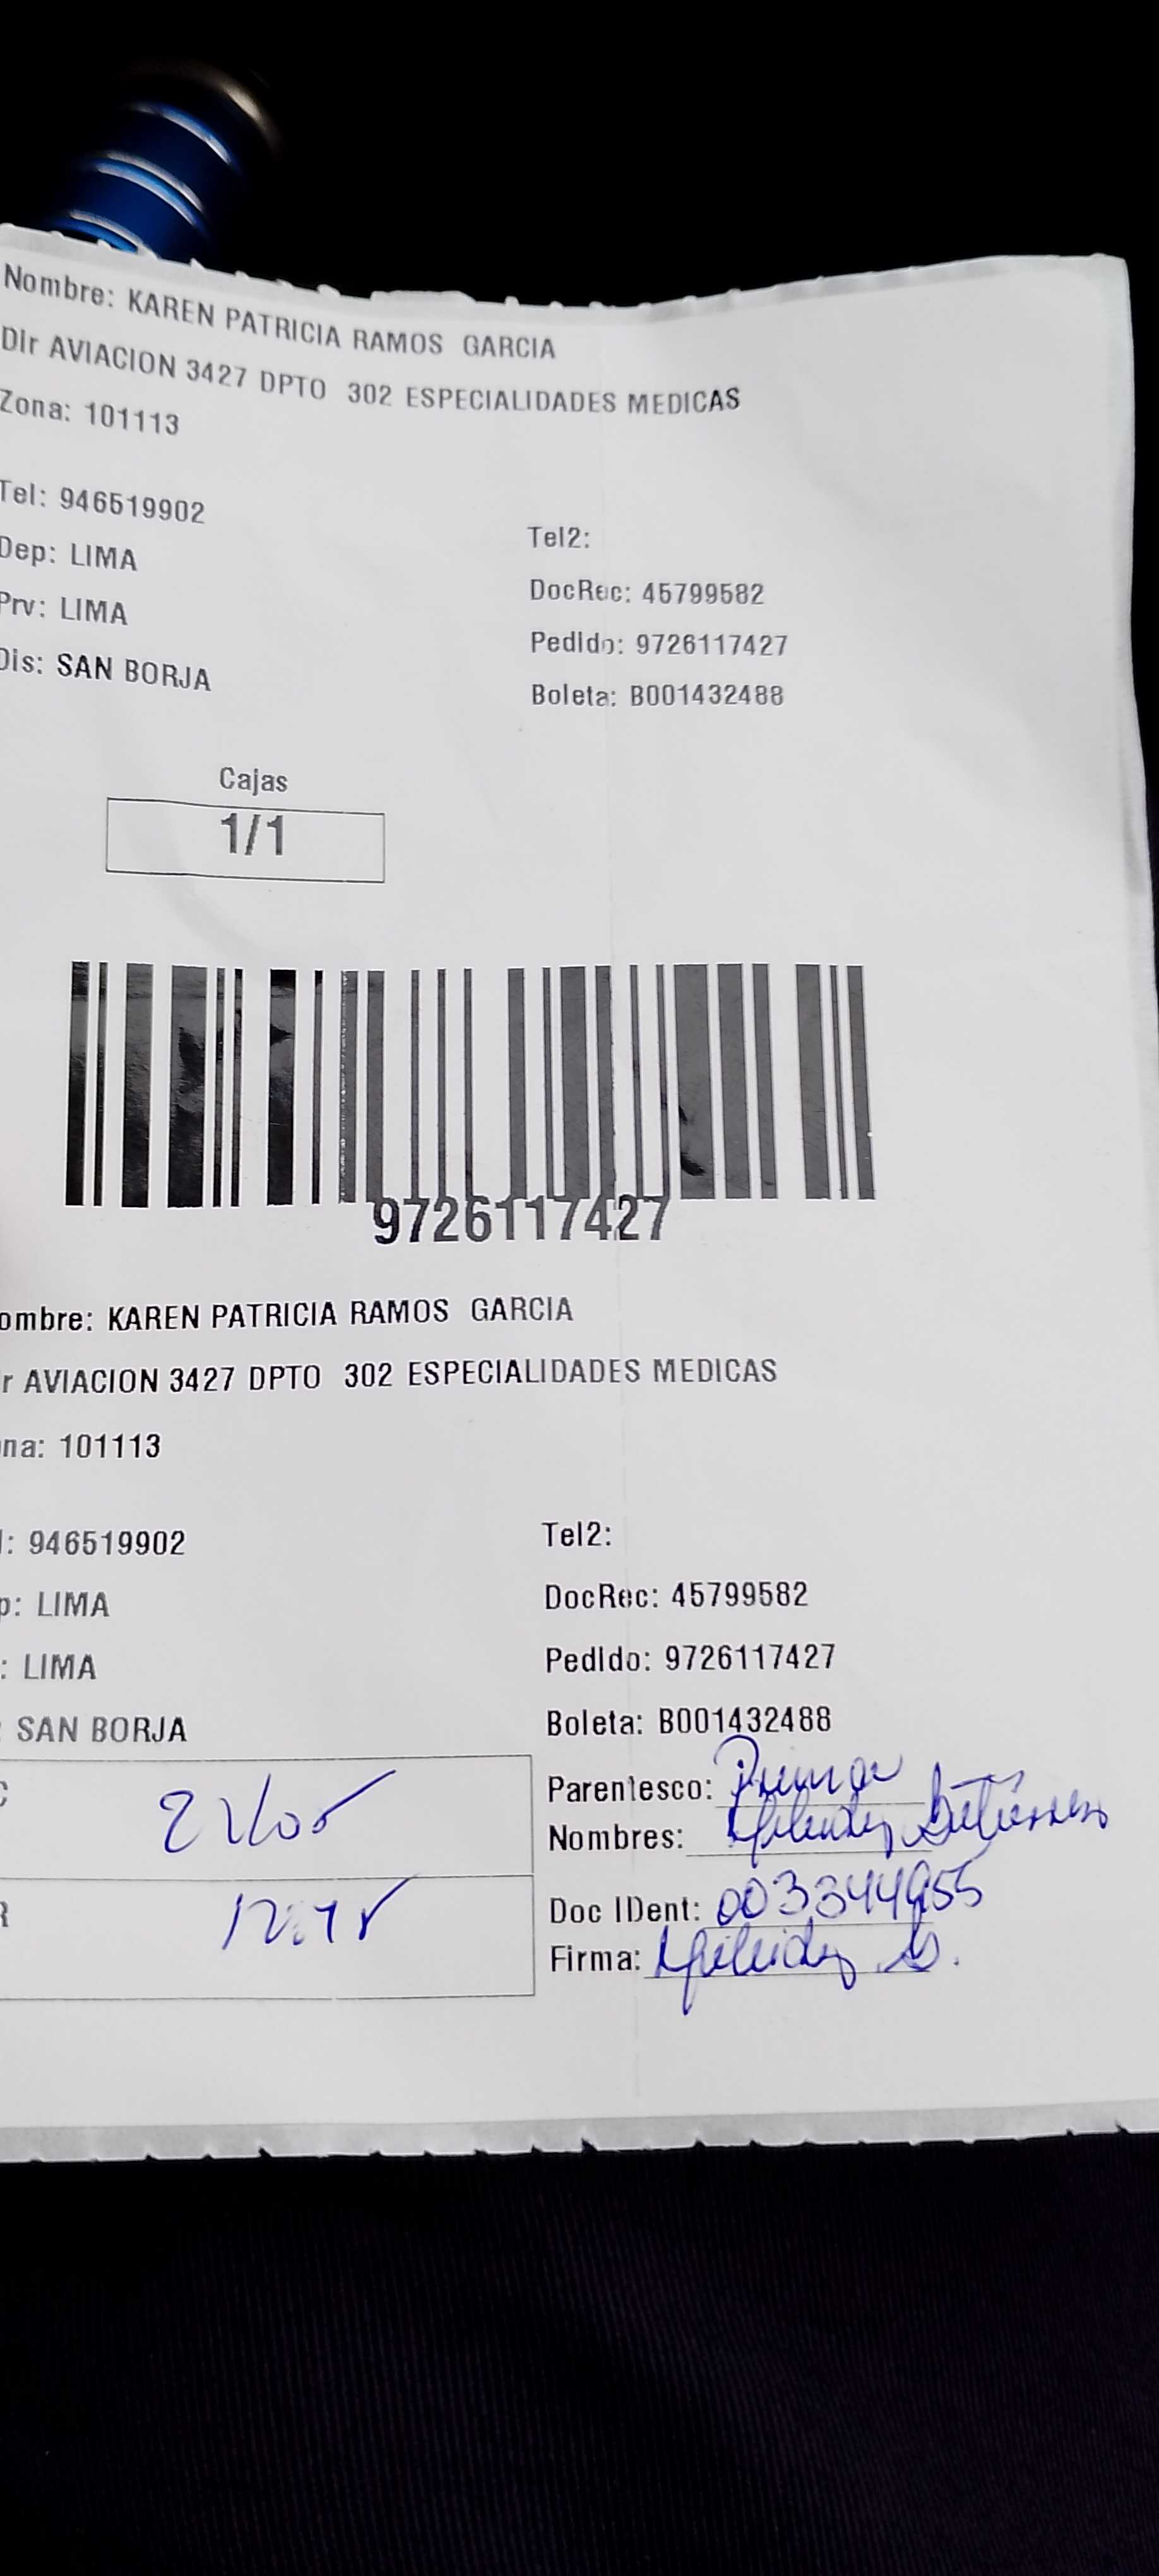 Nombre: KAREN PATRICIA RAMOS GARCIA
Dir AVIACION 3427 DPTO 302 ESPECIALIDADES MEDICAS
Zona: 101113
Tel: 946519902
Tel2:
Dep: LIMA
DocRec: 45799582
Prv: LIMA
Pedido: 9726117427
Dis: SAN BORJA
Boleta: B001432488
Cajas
1/1
9726117427
ombre: KAREN PATRICIA RAMOS GARCIA
r AVIACION 3427 DPTO 302 ESPECIALIDADES MEDICAS
na: 101113
l: 946519902
Tel2:
p: LIMA
DocRec: 45799582
: LIMA
Pedido: 9726117427
: SAN BORJA
Boleta: B001432488
Parentesco:
Nombres:
Doc IDent: 003344955
Firma: